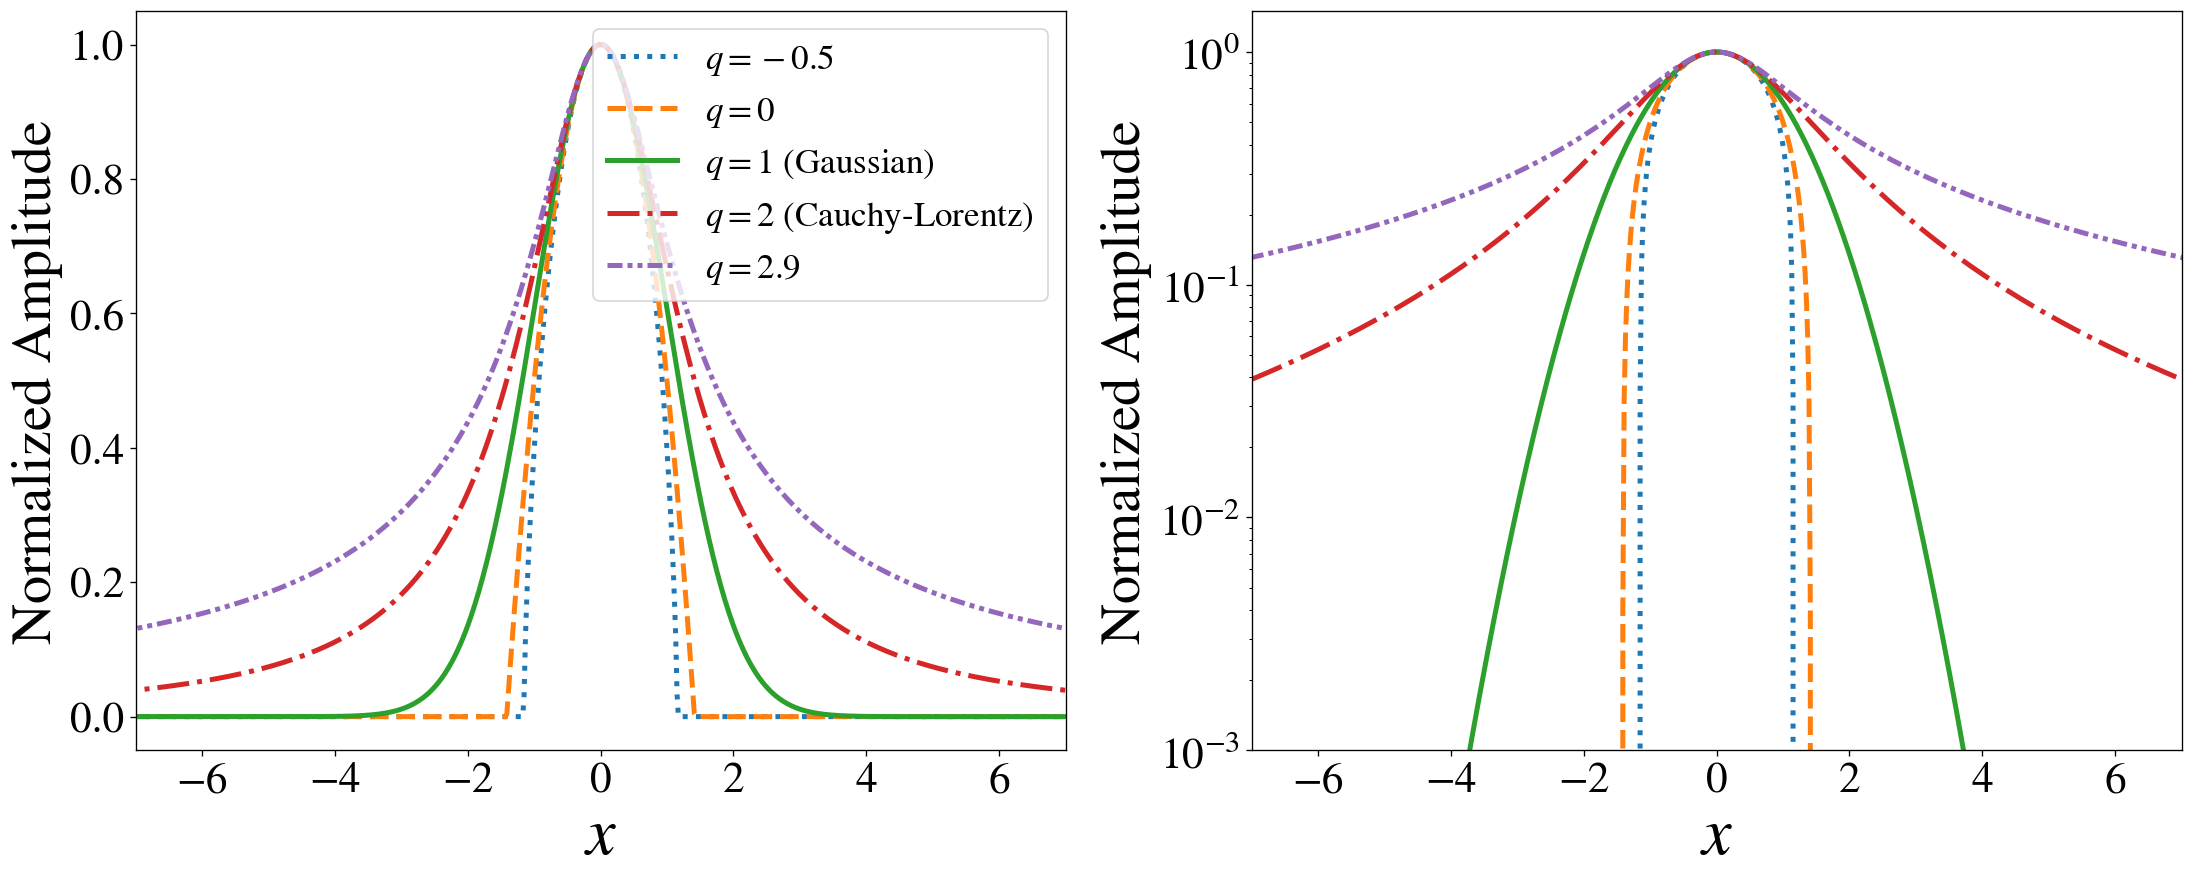 Normalized Amplitude
1.0
0.8
0.6
0.4
0.2
0.0
−6 −4 −2 0 2 4 6
x
q = −0.5
q = 0
q = 1 (Gaussian)
q = 2 (Cauchy-Lorentz)
q = 2.9
Normalized Amplitude
10⁰
10⁻¹
10⁻²
10⁻³
−6 −4 −2 0 2 4 6
x